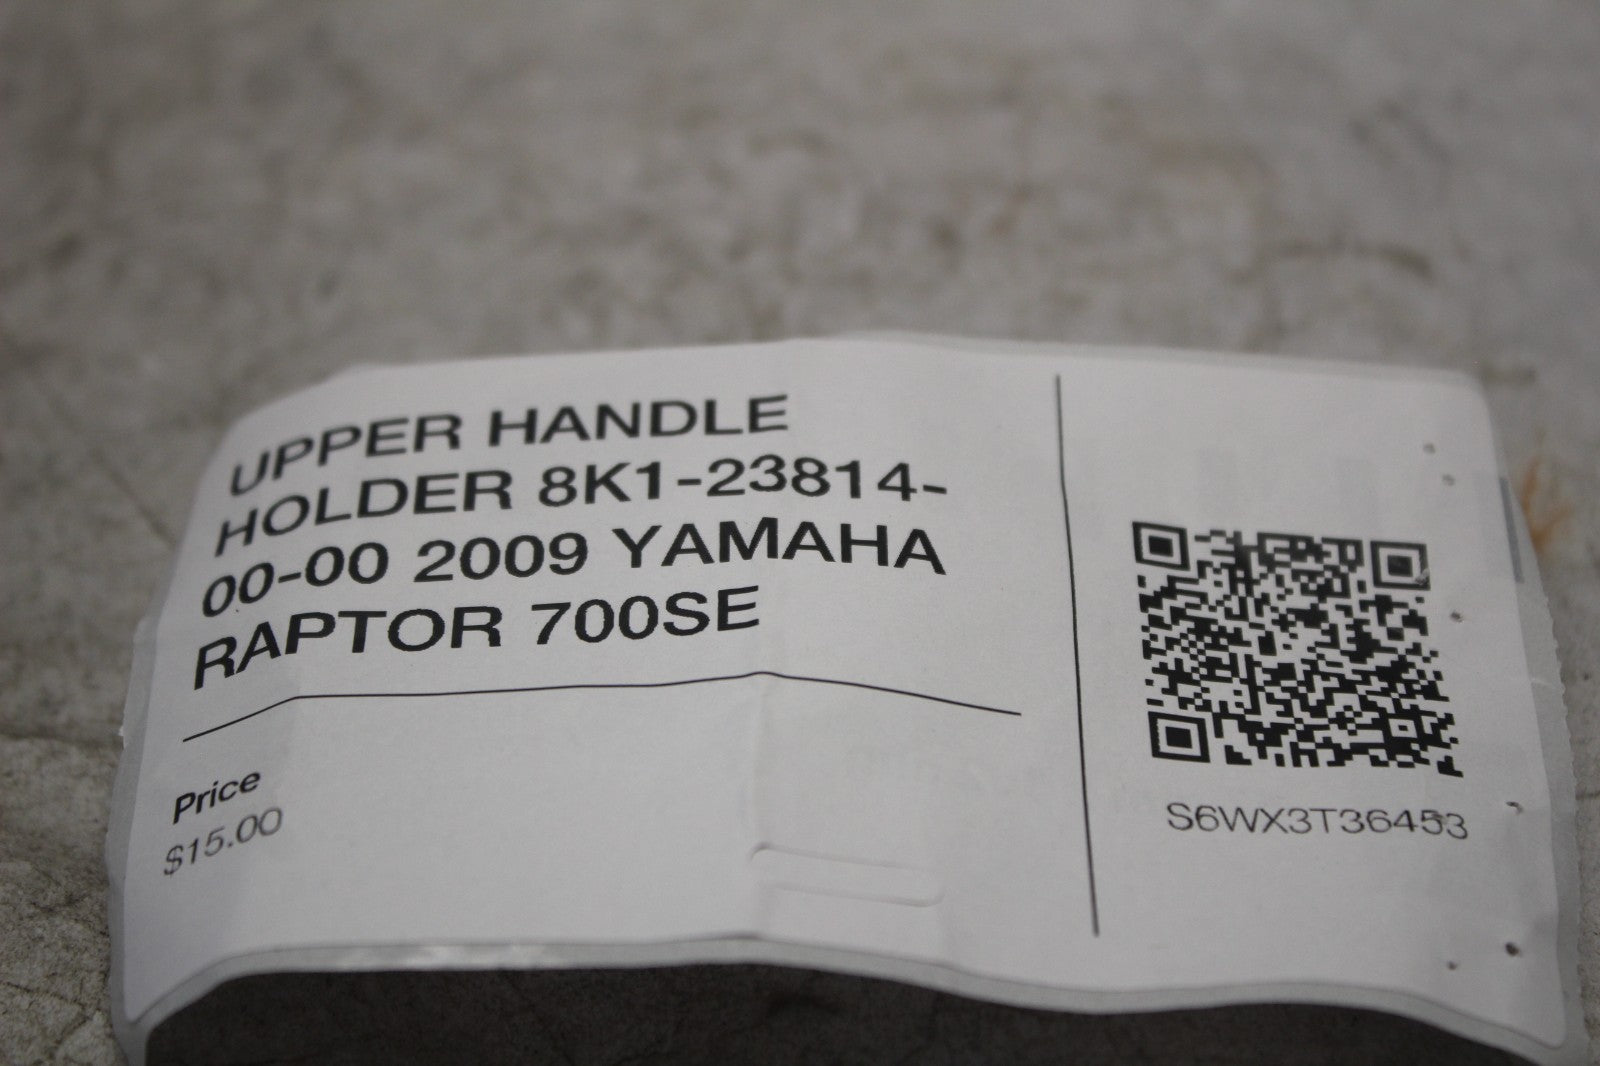 UPPER HANDLE
HOLDER 8K1-23814-
00-00 2009 YAMAHA
RAPTOR 700SE
Price
$15.00
S6WX3T36453